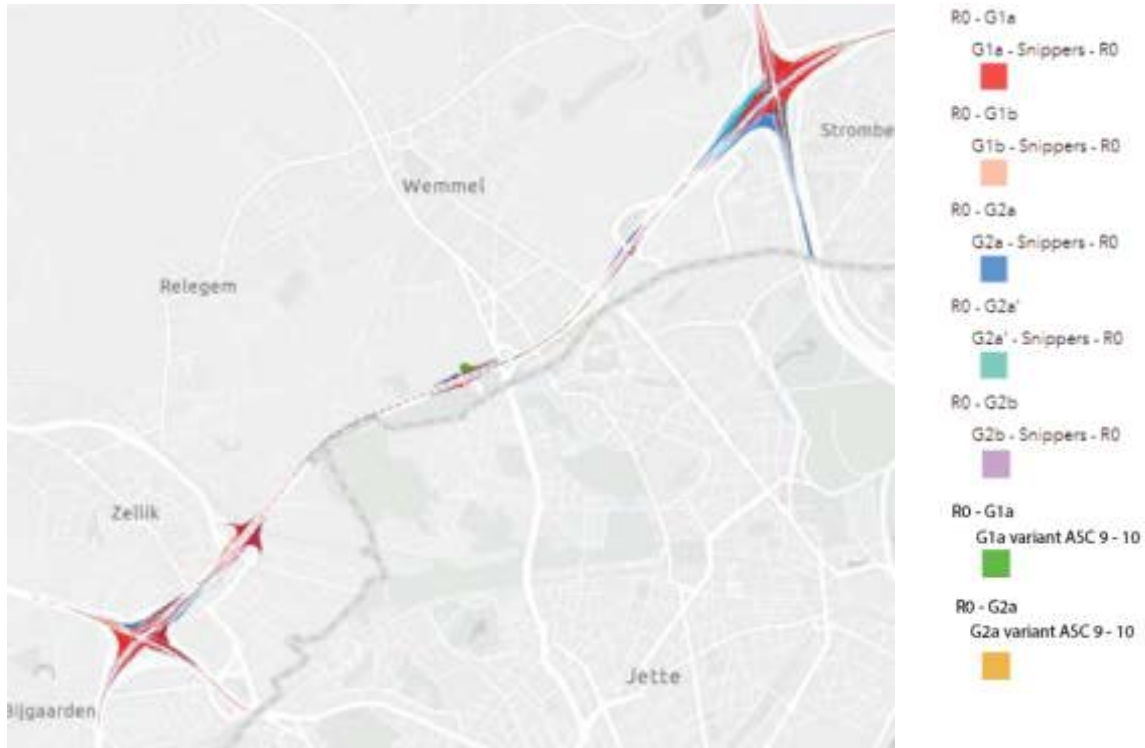 Strombe
Wemmel
Relegem
Zellik
Jette
Bijgaarden
R0 - G1a
G1a - Snippers - R0
R0 - G1b
G1b - Snippers - R0
R0 - G2a
G2a - Snippers - R0
R0 - G2a'
G2a' - Snippers - R0
R0 - G2b
G2b - Snippers - R0
R0 - G1a
G1a variant ASC 9 - 10
R0 - G2a
G2a variant ASC 9 - 10